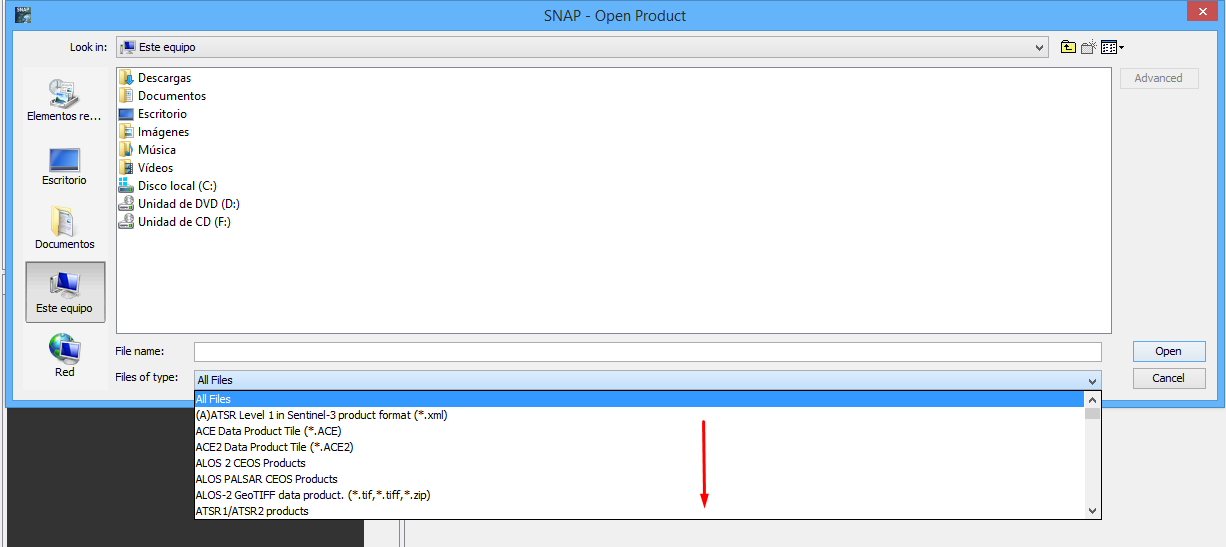 SNAP
SNAP - Open Product
Look in:
Este equipo
Advanced
Elementos re...
Escritorio
Documentos
Este equipo
Red
Descargas
Documentos
Escritorio
Imágenes
Música
Vídeos
Disco local (C:)
Unidad de DVD (D:)
Unidad de CD (F:)
File name:
Open
Files of type:
All Files
Cancel
All Files
(A)ATSR Level 1 in Sentinel-3 product format (*.xml)
ACE Data Product Tile (*.ACE)
ACE2 Data Product Tile (*.ACE2)
ALOS 2 CEOS Products
ALOS PALSAR CEOS Products
ALOS-2 GeoTIFF data product. (*.tif,*.tiff,*.zip)
ATSR1/ATSR2 products